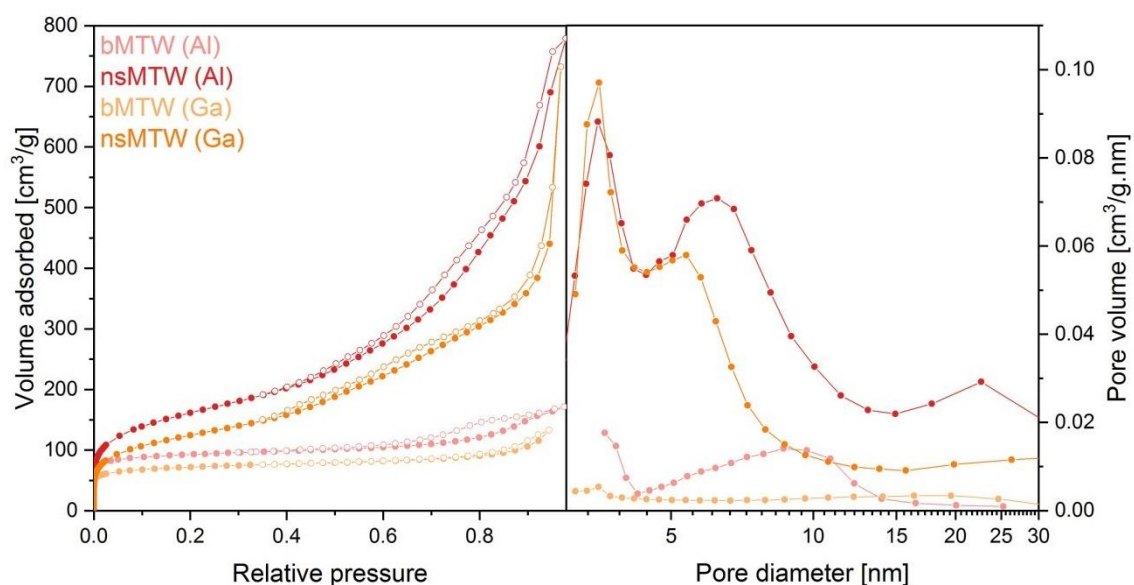 bMTW (Al)
nsMTW (Al)
bMTW (Ga)
nsMTW (Ga)
Volume adsorbed [cm³/g]
800
700
600
500
400
300
200
100
0
0.0 0.2 0.4 0.6 0.8
Relative pressure
5 10 15 20 25 30
Pore diameter [nm]
0.10
0.08
0.06
0.04
0.02
0.00
Pore volume [cm³/g.nm]